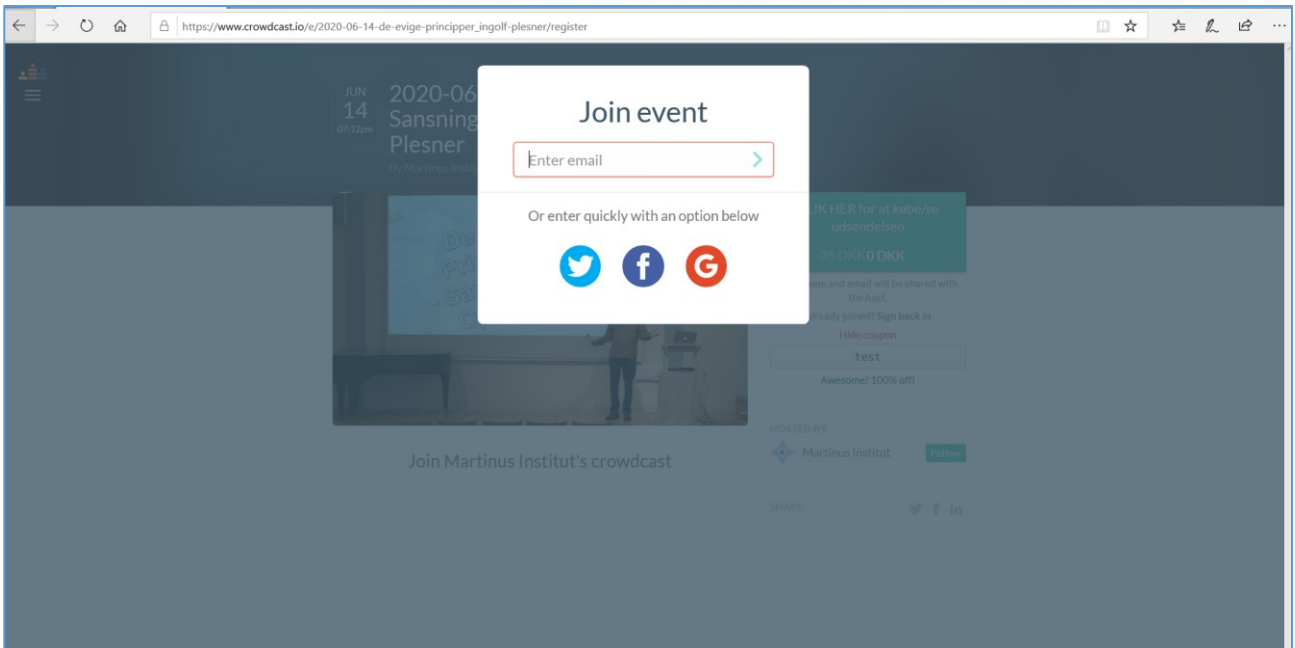 https://www.crowdcast.io/e/2020-06-14-de-evige-principper_ingolf-plesner/register
JUN
14
07:12pm
2020-06
Sansning
Plesner
By Martinus Instit
Join event
Enter email
Or enter quickly with an option below
f
G
LIK HER for at købe/se
udsendelsen
35 DKK0 DKK
me and email will be shared with
the host.
lready joined? Sign back in
Hide coupon
test
Awesome! 100% off!
HOSTED BY
Martinus Institut
Follow
SHARE
f in
Join Martinus Institut's crowdcast